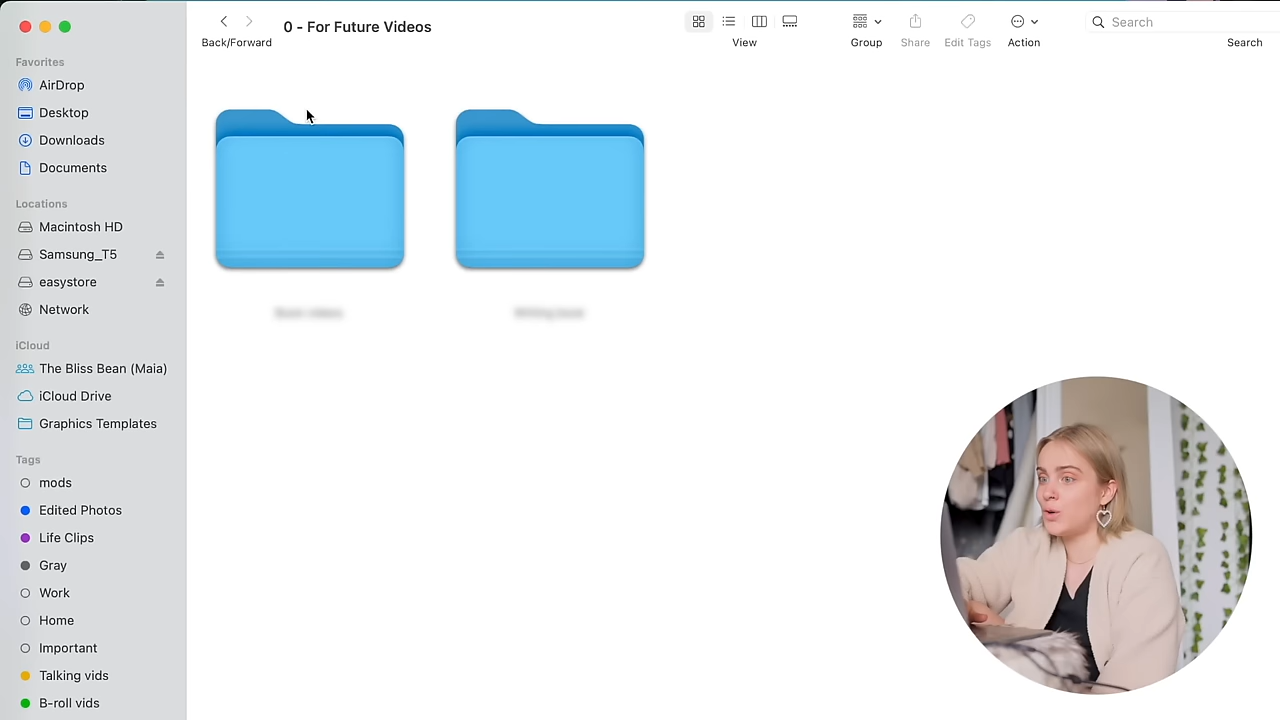 0 - For Future Videos
Back/Forward
View
Group
Share
Edit Tags
Action
Search
Search
Favorites
AirDrop
Desktop
Downloads
Documents
Locations
Macintosh HD
Samsung_T5
easystore
Network
iCloud
The Bliss Bean (Maia)
iCloud Drive
Graphics Templates
Tags
mods
Edited Photos
Life Clips
Gray
Work
Home
Important
Talking vids
B-roll vids